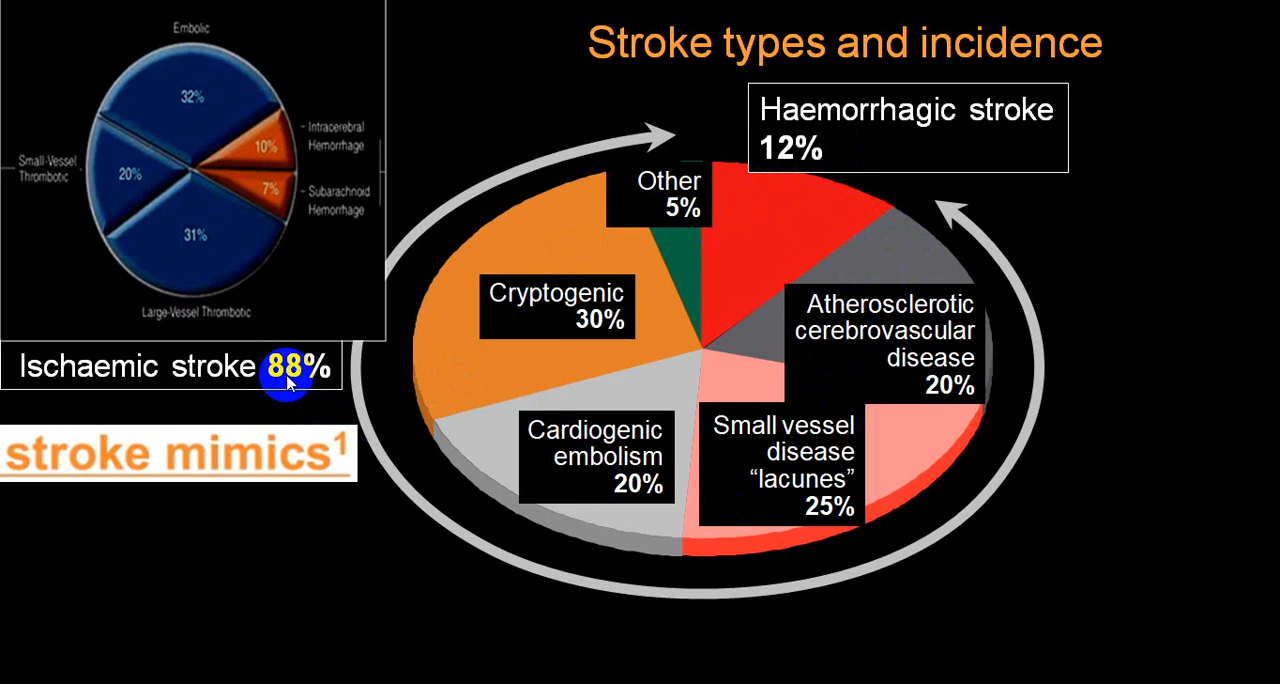 Stroke types and incidence
Embolic
32%
Intracerebral
Hemorrhage
10%
Small-Vessel
Thrombotic
20%
7%
Subarachnoid
Hemorrhage
31%
Large-Vessel Thrombotic
Haemorrhagic stroke
12%
Other
5%
Cryptogenic
30%
Atherosclerotic
cerebrovascular
disease
20%
Ischaemic stroke 88%
Cardiogenic
embolism
20%
Small vessel
disease
“lacunes”
25%
stroke mimics¹